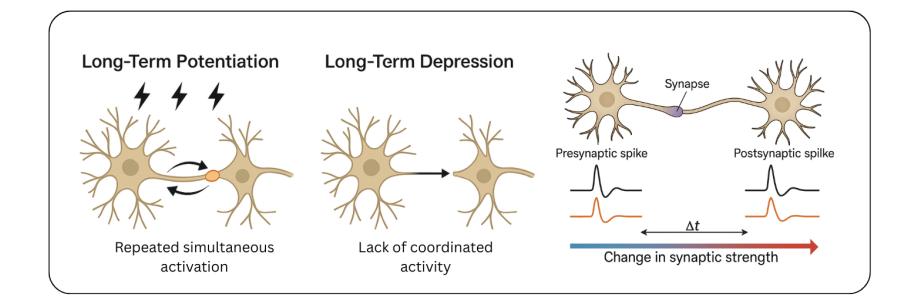 Long-Term Potentiation
Repeated simultaneous
activation
Long-Term Depression
Lack of coordinated
activity
Synapse
Presynaptic spike
Postsynaptic spilke
Δt
Change in synaptic strength